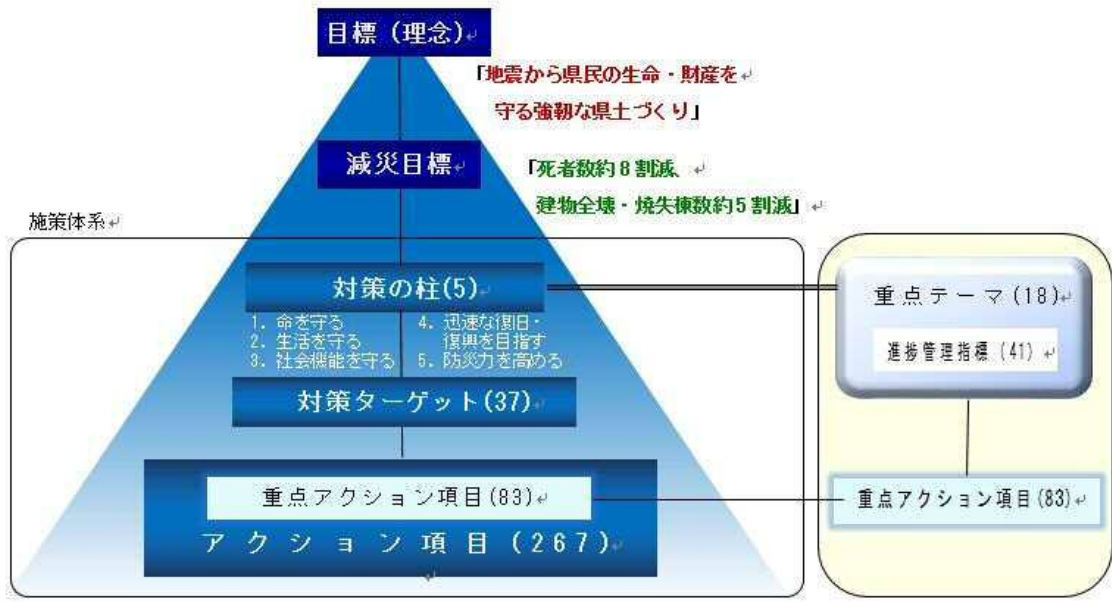 目標（理念）
「地震から県民の生命・財産を
守る強靭な県土づくり」
減災目標
「死者数約８割減、
建物全壊・焼失棟数約５割減」
施策体系
対策の柱(5)
1. 命を守る
2. 生活を守る
3. 社会機能を守る
4. 迅速な復旧・
復興を目指す
5. 防災力を高める
対策ターゲット(37)
重点アクション項目(83)
アクション項目(267)
重点テーマ(18)
進捗管理指標(41)
重点アクション項目(83)